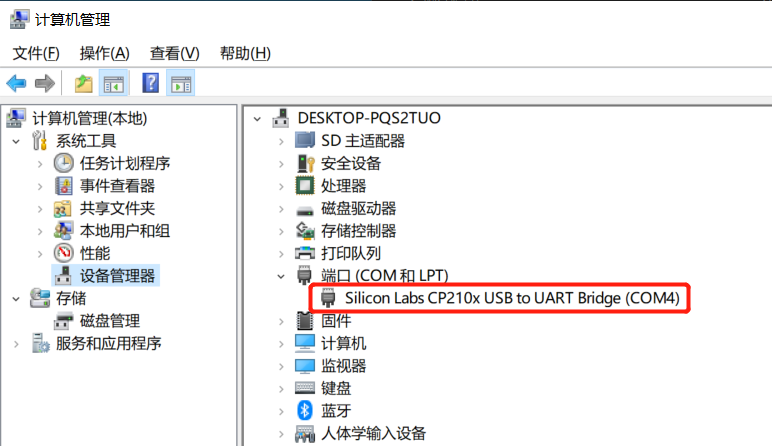 计算机管理
文件(F) 操作(A) 查看(V) 帮助(H)
计算机管理(本地)
系统工具
任务计划程序
事件查看器
共享文件夹
本地用户和组
性能
设备管理器
存储
磁盘管理
服务和应用程序
DESKTOP-PQS2TUO
SD 主适配器
安全设备
处理器
磁盘驱动器
存储控制器
打印队列
端口 (COM 和 LPT)
Silicon Labs CP210x USB to UART Bridge (COM4)
固件
计算机
监视器
键盘
蓝牙
人体学输入设备